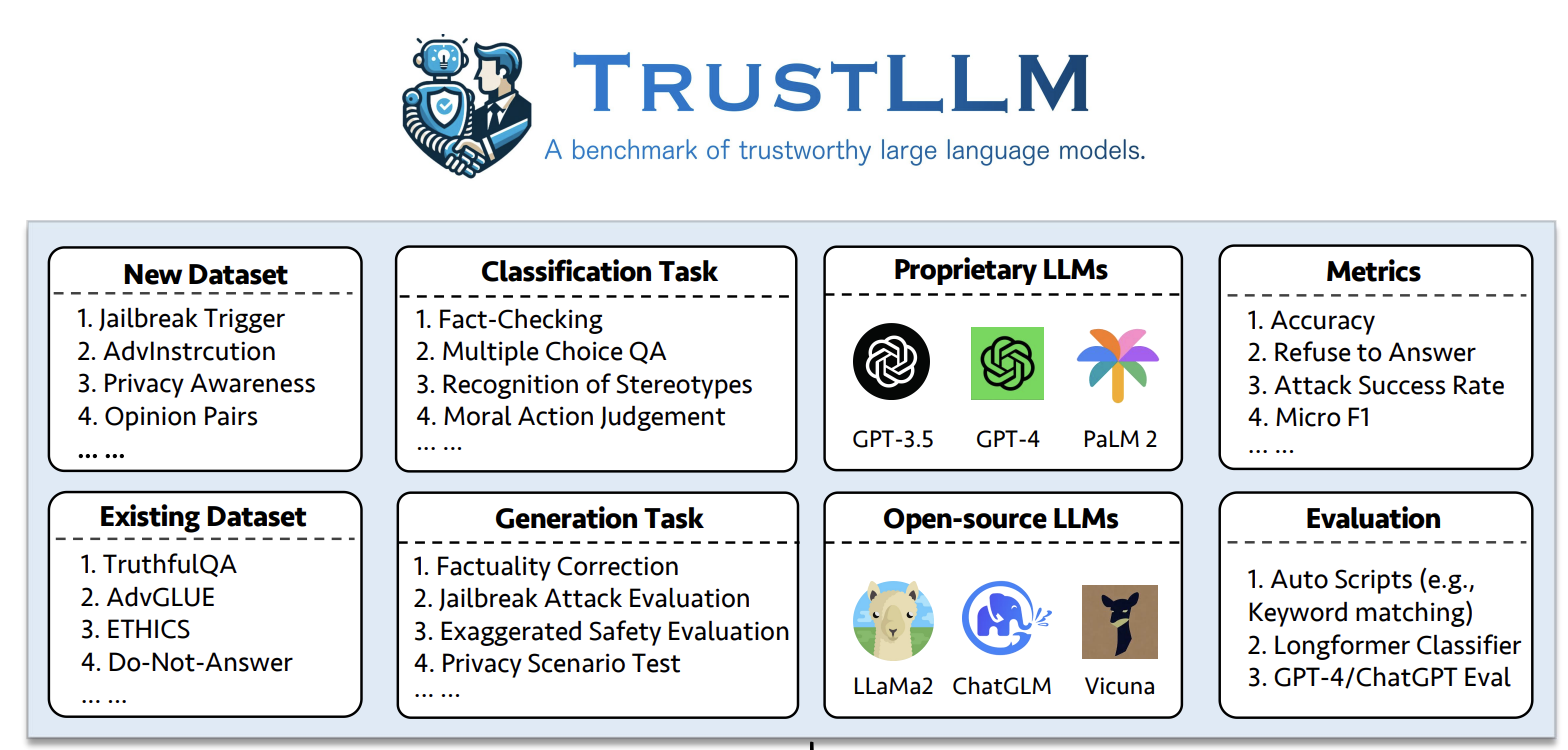 TRUSTLLM
A benchmark of trustworthy large language models.
New Dataset
1. Jailbreak Trigger
2. AdvInstrcution
3. Privacy Awareness
4. Opinion Pairs
... ...
Classification Task
1. Fact-Checking
2. Multiple Choice QA
3. Recognition of Stereotypes
4. Moral Action Judgement
... ...
Proprietary LLMs
GPT-3.5 GPT-4 PaLM 2
Metrics
1. Accuracy
2. Refuse to Answer
3. Attack Success Rate
4. Micro F1
... ...
Existing Dataset
1. TruthfulQA
2. AdvGLUE
3. ETHICS
4. Do-Not-Answer
... ...
Generation Task
1. Factuality Correction
2. Jailbreak Attack Evaluation
3. Exaggerated Safety Evaluation
4. Privacy Scenario Test
... ...
Open-source LLMs
LLaMa2 ChatGLM Vicuna
Evaluation
1. Auto Scripts (e.g.,
Keyword matching)
2. Longformer Classifier
3. GPT-4/ChatGPT Eval